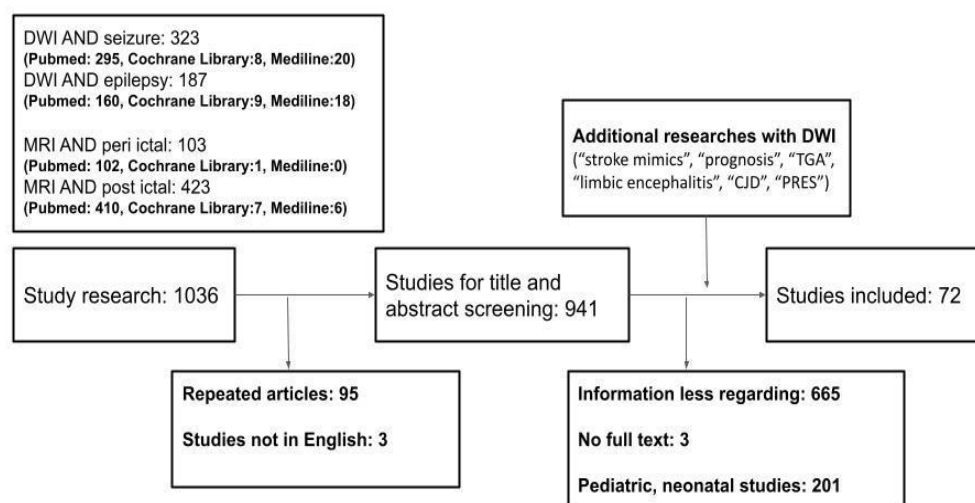 DWI AND seizure: 323
(Pubmed: 295, Cochrane Library:8, Mediline:20)
DWI AND epilepsy: 187
(Pubmed: 160, Cochrane Library:9, Mediline:18)
MRI AND peri ictal: 103
(Pubmed: 102, Cochrane Library:1, Mediline:0)
MRI AND post ictal: 423
(Pubmed: 410, Cochrane Library:7, Mediline:6)
Additional researches with DWI
(“stroke mimics”, “prognosis”, “TGA”,
“limbic encephalitis”, “CJD”, “PRES”)
Study research: 1036
Studies for title and
abstract screening: 941
Studies included: 72
Repeated articles: 95
Studies not in English: 3
Information less regarding: 665
No full text: 3
Pediatric, neonatal studies: 201